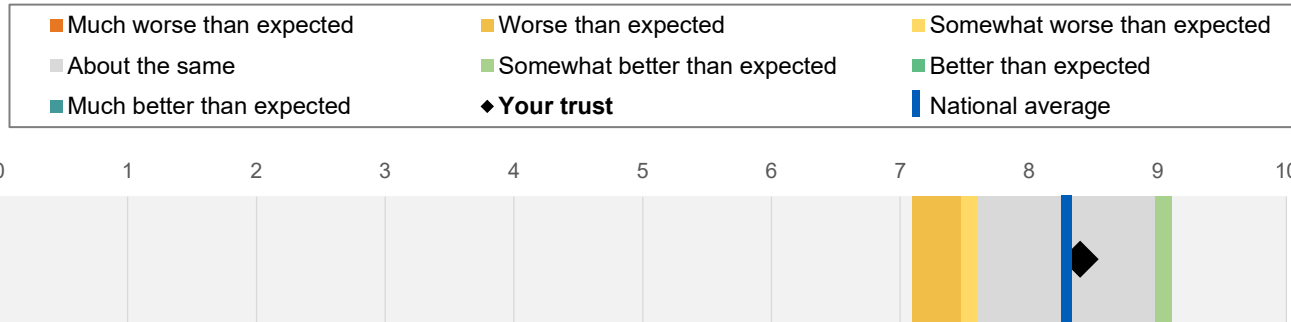 Much worse than expected Worse than expected Somewhat worse than expected
About the same Somewhat better than expected Better than expected
Much better than expected Your trust National average
0 1 2 3 4 5 6 7 8 9 10